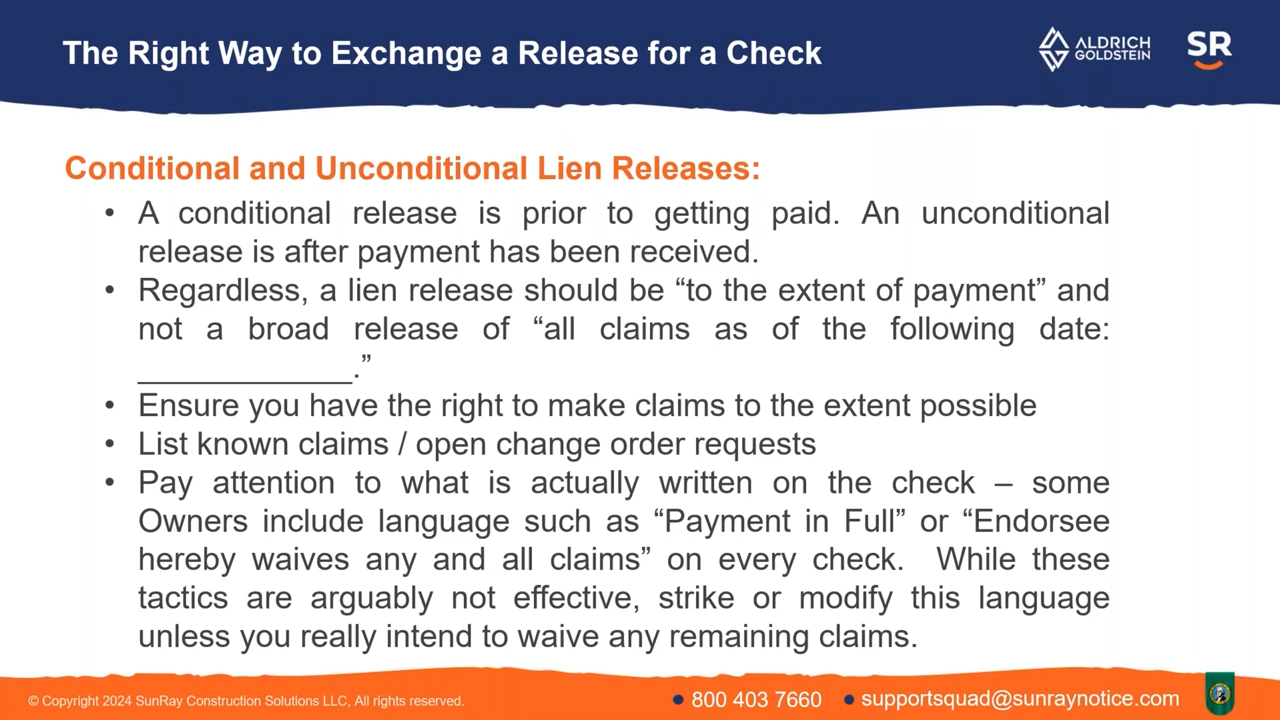 The Right Way to Exchange a Release for a Check
ALDRICH
GOLDSTEIN
SR
Conditional and Unconditional Lien Releases:
• A conditional release is prior to getting paid. An unconditional
release is after payment has been received.
• Regardless, a lien release should be “to the extent of payment” and
not a broad release of “all claims as of the following date:
____________.”
• Ensure you have the right to make claims to the extent possible
• List known claims / open change order requests
• Pay attention to what is actually written on the check – some
Owners include language such as “Payment in Full” or “Endorsee
hereby waives any and all claims” on every check. While these
tactics are arguably not effective, strike or modify this language
unless you really intend to waive any remaining claims.
© Copyright 2024 SunRay Construction Solutions LLC, All rights reserved.
• 800 403 7660 • supportsquad@sunraynotice.com